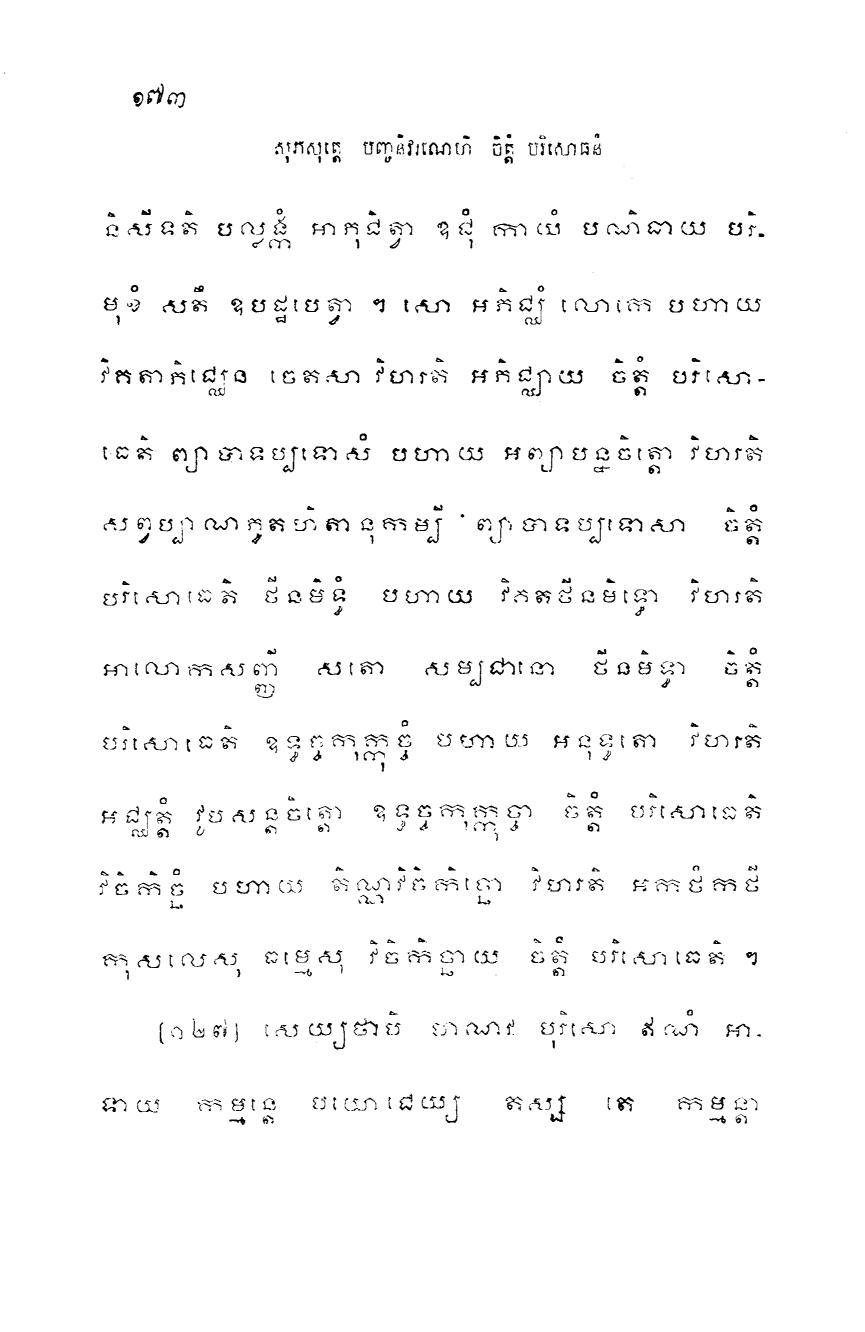 ១៧៣
សុភសុត្តេ បញ្ចនិវរណេហិ ចិត្តំ បរិសោធនំ
និសីទតិ បល្លង្កំ អាភុជិត្វា ឧជុំ កាយំ បណិធាយ បរិ-
មុខំ សតឹ ឧបដ្ឋបេត្វា ។ សោ អភិជ្ឈំ លោកេ បហាយ
វិគតាភិជ្ឈេន ចេតសា វិហរតិ អភិជ្ឈាយ ចិត្តំ បរិសោ-
ធេតិ ព្យាបាទប្បទោសំ បហាយ អព្យាបន្នចិត្តោ វិហរតិ
សព្វប្បាណភូតហិតានុកម្បី ព្យាបាទប្បទោសា ចិត្តំ
បរិសោធេតិ ថីនមិទ្ធំ បហាយ វិគតថីនមិទ្ធោ វិហរតិ
អាលោកសញ្ញី សតោ សម្បជានោ ថីនមិទ្ធា ចិត្តំ
បរិសោធេតិ ឧទ្ធច្ចកុក្កុច្ចំ បហាយ អនុទ្ធតោ វិហរតិ
អជ្ឈត្តំ វូបសន្តចិត្តោ ឧទ្ធច្ចកុក្កុច្ចា ចិត្តំ បរិសោធេតិ
វិចិកិច្ឆំ បហាយ តិណ្ណវិចិកិច្ឆោ វិហរតិ អកថំកថី
កុសលេសុ ធម្មេសុ វិចិកិច្ឆាយ ចិត្តំ បរិសោធេតិ ។
[១២៧] សេយ្យថាបិ មាណវ បុរិសោ ឥណំ អា-
ទាយ កម្មន្តេ បយោជេយ្យ តស្ស តេ កម្មន្តា